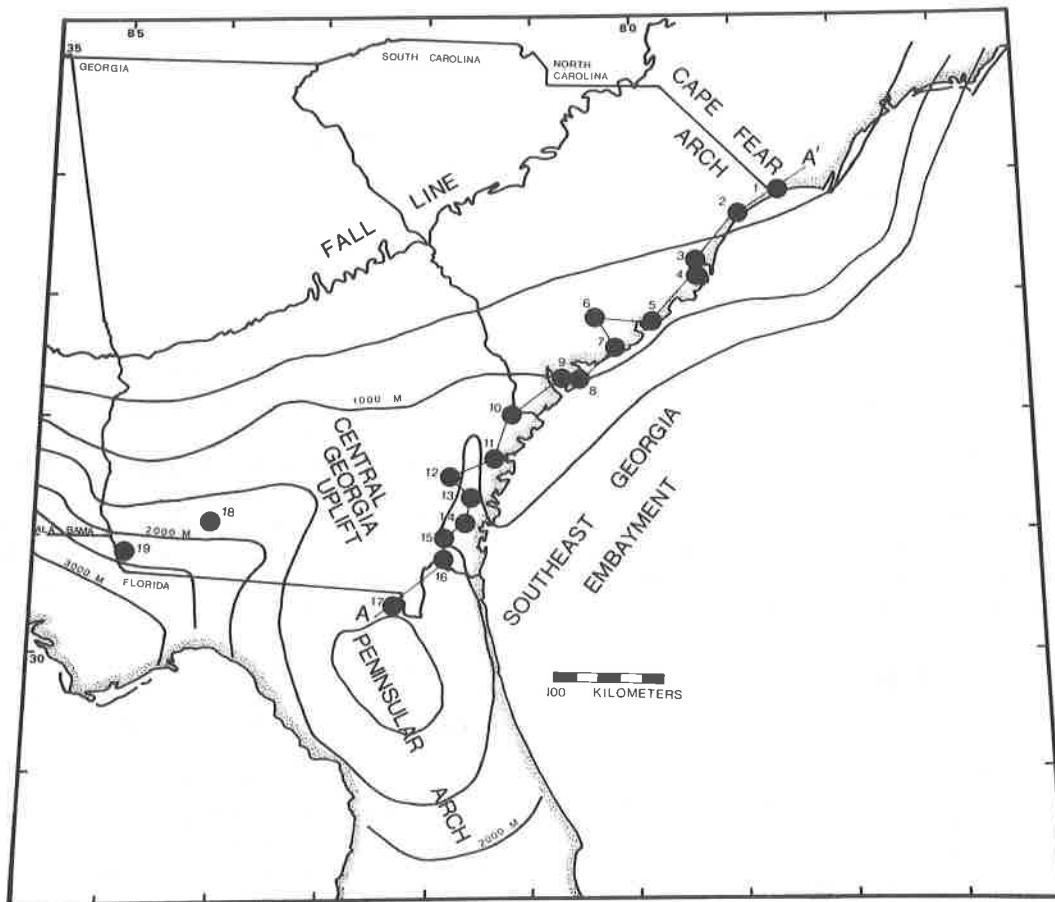 85
80
35
GEORGIA
SOUTH CAROLINA
NORTH
CAROLINA
CAPE FEAR
ARCH
A'
1
2
FALL LINE
3
4
5
6
7
8
9
1000 M
10
11
12
13
14
15
16
17
18
19
CENTRAL
GEORGIA
UPLIFT
SOUTHEAST GEORGIA
EMBAYMENT
ALA BAMA
2000 M
3000 M
FLORIDA
A
30
PENINSULAR
ARCH
2000 M
100 KILOMETERS